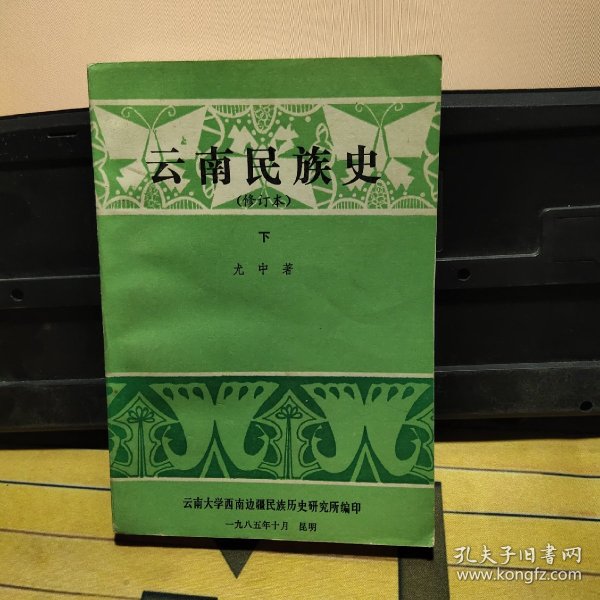 云南民族史
(修订本)
下
尤中著
云南大学西南边疆民族历史研究所编印
一九八五年十月 昆明
孔夫子旧书网
www.kongfz.com